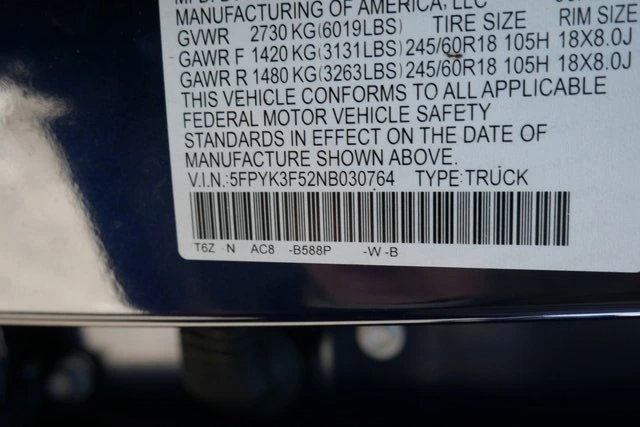 MANUFACTURING OF AMERICA, LLC
GVWR 2730 KG(6019LBS) TIRE SIZE RIM SIZE
GAWR F 1420 KG(3131LBS) 245/60R18 105H 18X8.0J
GAWR R 1480 KG(3263LBS) 245/60R18 105H 18X8.0J
THIS VEHICLE CONFORMS TO ALL APPLICABLE
FEDERAL MOTOR VEHICLE SAFETY
STANDARDS IN EFFECT ON THE DATE OF
MANUFACTURE SHOWN ABOVE.
V.I.N.:5FPYK3F52NB030764 TYPE:TRUCK
T6Z N AC8 -B588P -W -B